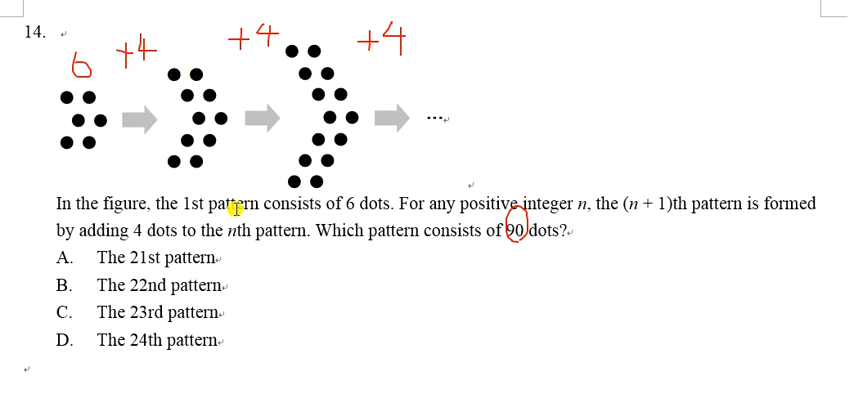 14.
6 +4 +4 +4
...
In the figure, the 1st pattern consists of 6 dots. For any positive integer n, the (n + 1)th pattern is formed
by adding 4 dots to the nth pattern. Which pattern consists of 90 dots?
A. The 21st pattern
B. The 22nd pattern
C. The 23rd pattern
D. The 24th pattern